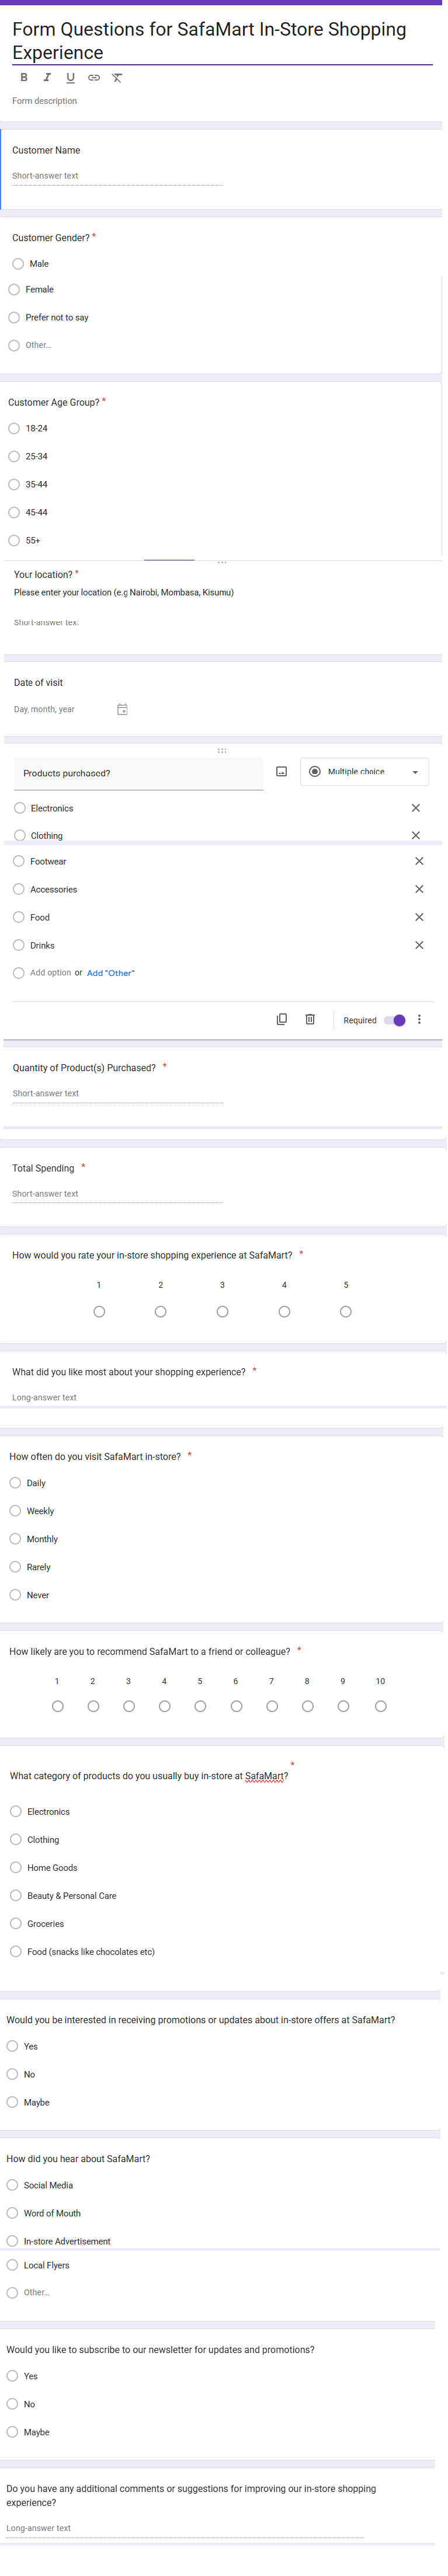 Form Questions for SafaMart In-Store Shopping
Experience
B I U
Form description
Customer Name
Short-answer text
Customer Gender? *
Male
Female
Prefer not to say
Other...
Customer Age Group? *
18-24
25-34
35-44
45-44
55+
Your location? *
Please enter your location (e.g Nairobi, Mombasa, Kisumu)
Short-answer text
Date of visit
Day, month, year
Products purchased?
Multiple choice
Electronics
Clothing
Footwear
Accessories
Food
Drinks
Add option or Add "Other"
Required
Quantity of Product(s) Purchased? *
Short-answer text
Total Spending *
Short-answer text
How would you rate your in-store shopping experience at SafaMart? *
1 2 3 4 5
What did you like most about your shopping experience? *
Long-answer text
How often do you visit SafaMart in-store? *
Daily
Weekly
Monthly
Rarely
Never
How likely are you to recommend SafaMart to a friend or colleague? *
1 2 3 4 5 6 7 8 9 10
What category of products do you usually buy in-store at SafaMart? *
Electronics
Clothing
Home Goods
Beauty & Personal Care
Groceries
Food (snacks like chocolates etc)
Would you be interested in receiving promotions or updates about in-store offers at SafaMart?
Yes
No
Maybe
How did you hear about SafaMart?
Social Media
Word of Mouth
In-store Advertisement
Local Flyers
Other...
Would you like to subscribe to our newsletter for updates and promotions?
Yes
No
Maybe
Do you have any additional comments or suggestions for improving our in-store shopping
experience?
Long-answer text